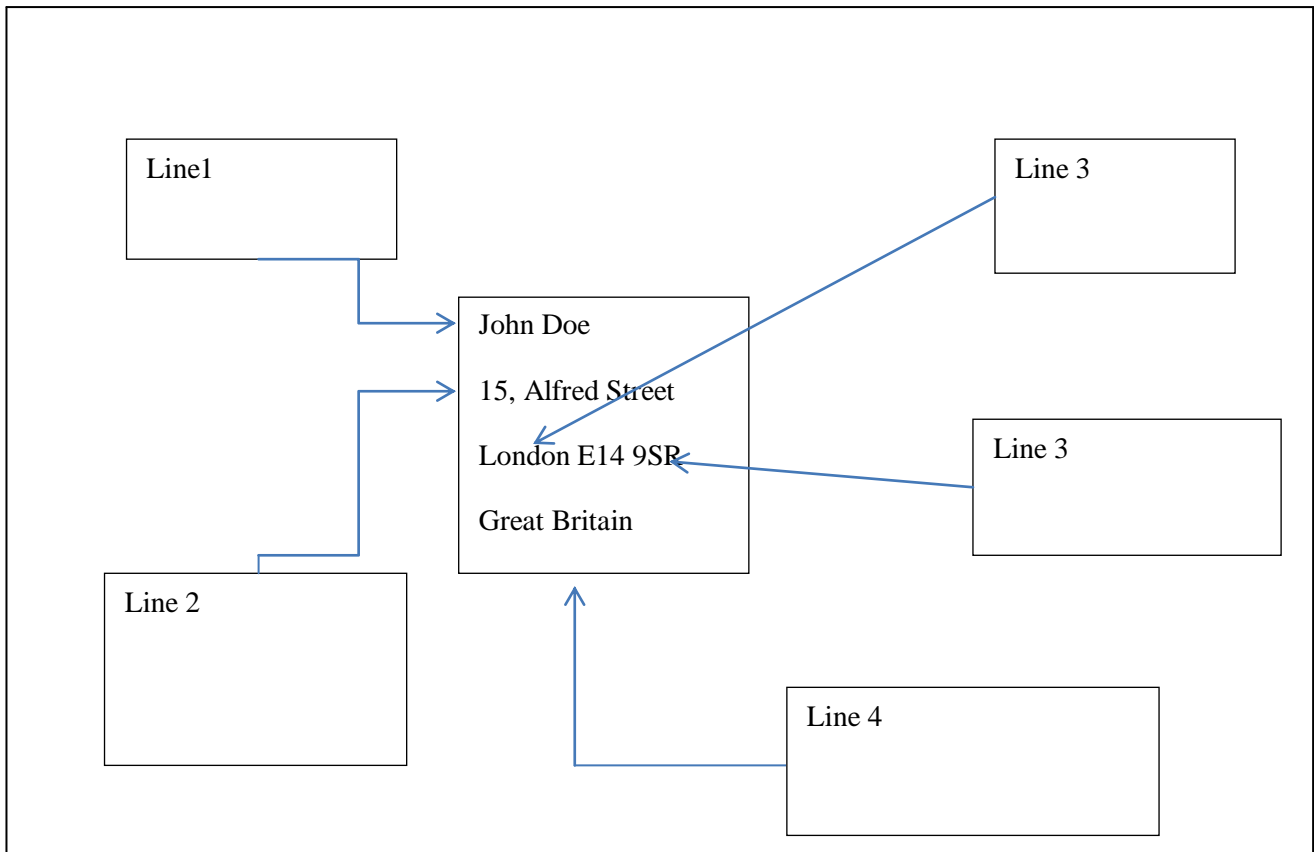 Line1
Line 3
John Doe
15, Alfred Street
London E14 9SR
Great Britain
Line 3
Line 2
Line 4